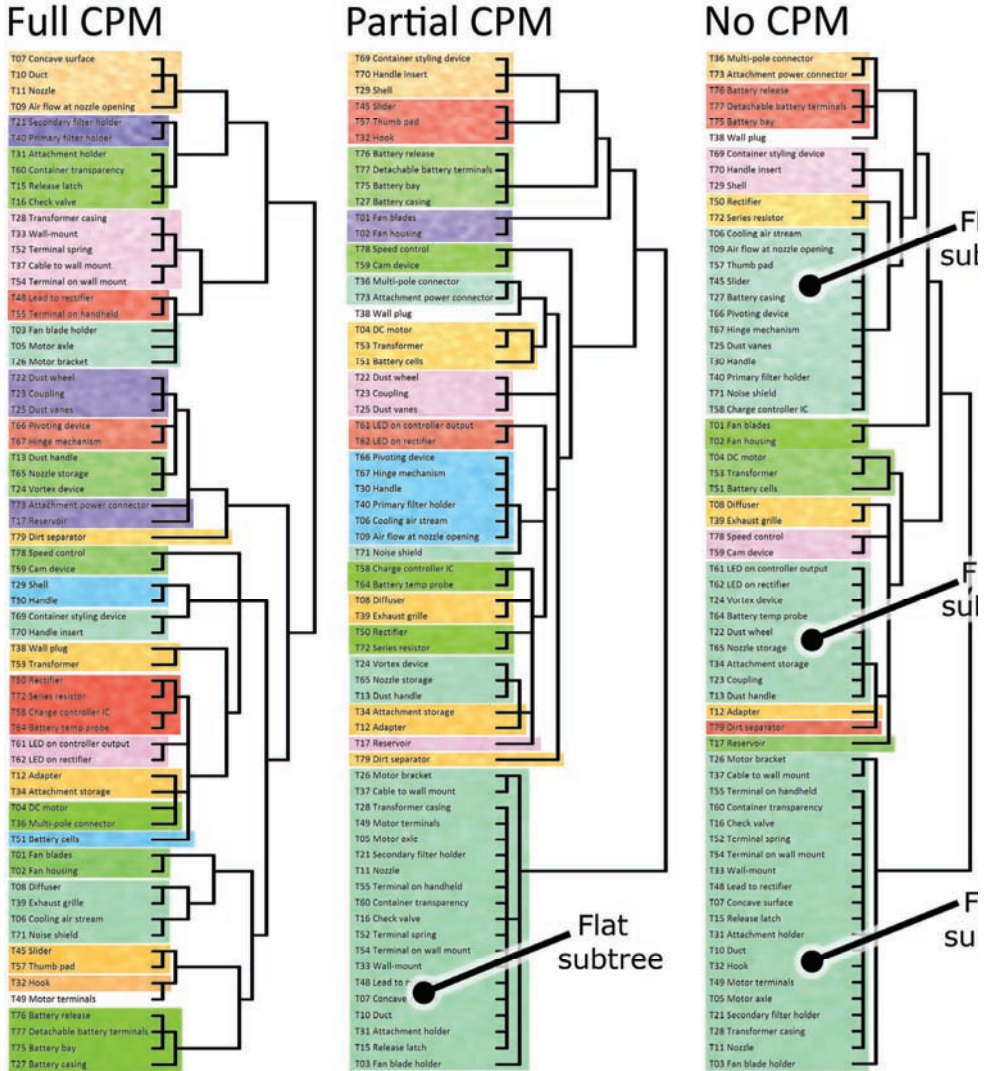 Full CPM
T07 Concave surface
T10 Duct
T11 Nozzle
T09 Air flow at nozzle opening
T21 Secondary filter holder
T40 Primary filter holder
T31 Attachment holder
T60 Container transparency
T15 Release latch
T16 Check valve
T28 Transformer casing
T33 Wall-mount
T52 Terminal spring
T37 Cable to wall mount
T54 Terminal on wall mount
T48 Lead to rectifier
T55 Terminal on handheld
T03 Fan blade holder
T05 Motor axle
T26 Motor bracket
T22 Dust wheel
T23 Coupling
T25 Dust vanes
T66 Pivoting device
T67 Hinge mechanism
T13 Dust handle
T65 Nozzle storage
T24 Vortex device
T73 Attachment power connector
T17 Reservoir
T79 Dirt separator
T78 Speed control
T59 Cam device
T29 Shell
T30 Handle
T69 Container styling device
T70 Handle insert
T38 Wall plug
T53 Transformer
T50 Rectifier
T72 Series resistor
T58 Charge controller IC
T64 Battery temp probe
T61 LED on controller output
T62 LED on rectifier
T12 Adapter
T34 Attachment storage
T04 DC motor
T36 Multi-pole connector
T51 Battery cells
T01 Fan blades
T02 Fan housing
T08 Diffuser
T39 Exhaust grille
T06 Cooling air stream
T71 Noise shield
T45 Slider
T57 Thumb pad
T32 Hook
T49 Motor terminals
T76 Battery release
T77 Detachable battery terminals
T75 Battery bay
T27 Battery casing
Partial CPM
T69 Container styling device
T70 Handle insert
T29 Shell
T45 Slider
T57 Thumb pad
T32 Hook
T76 Battery release
T77 Detachable battery terminals
T75 Battery bay
T27 Battery casing
T01 Fan blades
T02 Fan housing
T78 Speed control
T59 Cam device
T36 Multi-pole connector
T73 Attachment power connector
T38 Wall plug
T04 DC motor
T53 Transformer
T51 Battery cells
T22 Dust wheel
T23 Coupling
T25 Dust vanes
T61 LED on controller output
T62 LED on rectifier
T66 Pivoting device
T67 Hinge mechanism
T30 Handle
T40 Primary filter holder
T06 Cooling air stream
T09 Air flow at nozzle opening
T71 Noise shield
T58 Charge controller IC
T64 Battery temp probe
T08 Diffuser
T39 Exhaust grille
T50 Rectifier
T72 Series resistor
T24 Vortex device
T65 Nozzle storage
T13 Dust handle
T34 Attachment storage
T12 Adapter
T17 Reservoir
T79 Dirt separator
T26 Motor bracket
T37 Cable to wall mount
T28 Transformer casing
T49 Motor terminals
T05 Motor axle
T21 Secondary filter holder
T11 Nozzle
T55 Terminal on handheld
T60 Container transparency
T16 Check valve
T52 Terminal spring
T54 Terminal on wall mount
T33 Wall-mount
T48 Lead to
T07 Concave
T10 Duct
T31 Attachment holder
T15 Release latch
T03 Fan blade holder
Flat
subtree
No CPM
T36 Multi-pole connector
T73 Attachment power connector
T76 Battery release
T77 Detachable battery terminals
T75 Battery bay
T38 Wall plug
T69 Container styling device
T70 Handle insert
T29 Shell
T50 Rectifier
T72 Series resistor
T06 Cooling air stream
T09 Air flow at nozzle opening
T57 Thumb pad
T45 Slider
T27 Battery casing
T66 Pivoting device
T67 Hinge mechanism
T25 Dust vanes
T30 Handle
T40 Primary filter holder
T71 Noise shield
T58 Charge controller IC
T01 Fan blades
T02 Fan housing
T04 DC motor
T53 Transformer
T51 Battery cells
T08 Diffuser
T39 Exhaust grille
T78 Speed control
T59 Cam device
T61 LED on controller output
T62 LED on rectifier
T24 Vortex device
T64 Battery temp probe
T22 Dust wheel
T65 Nozzle storage
T34 Attachment storage
T23 Coupling
T13 Dust handle
T12 Adapter
T79 Dirt separator
T17 Reservoir
T26 Motor bracket
T37 Cable to wall mount
T55 Terminal on handheld
T60 Container transparency
T16 Check valve
T52 Terminal spring
T54 Terminal on wall mount
T33 Wall-mount
T48 Lead to rectifier
T07 Concave surface
T15 Release latch
T31 Attachment holder
T10 Duct
T32 Hook
T49 Motor terminals
T05 Motor axle
T21 Secondary filter holder
T28 Transformer casing
T11 Nozzle
T03 Fan blade holder